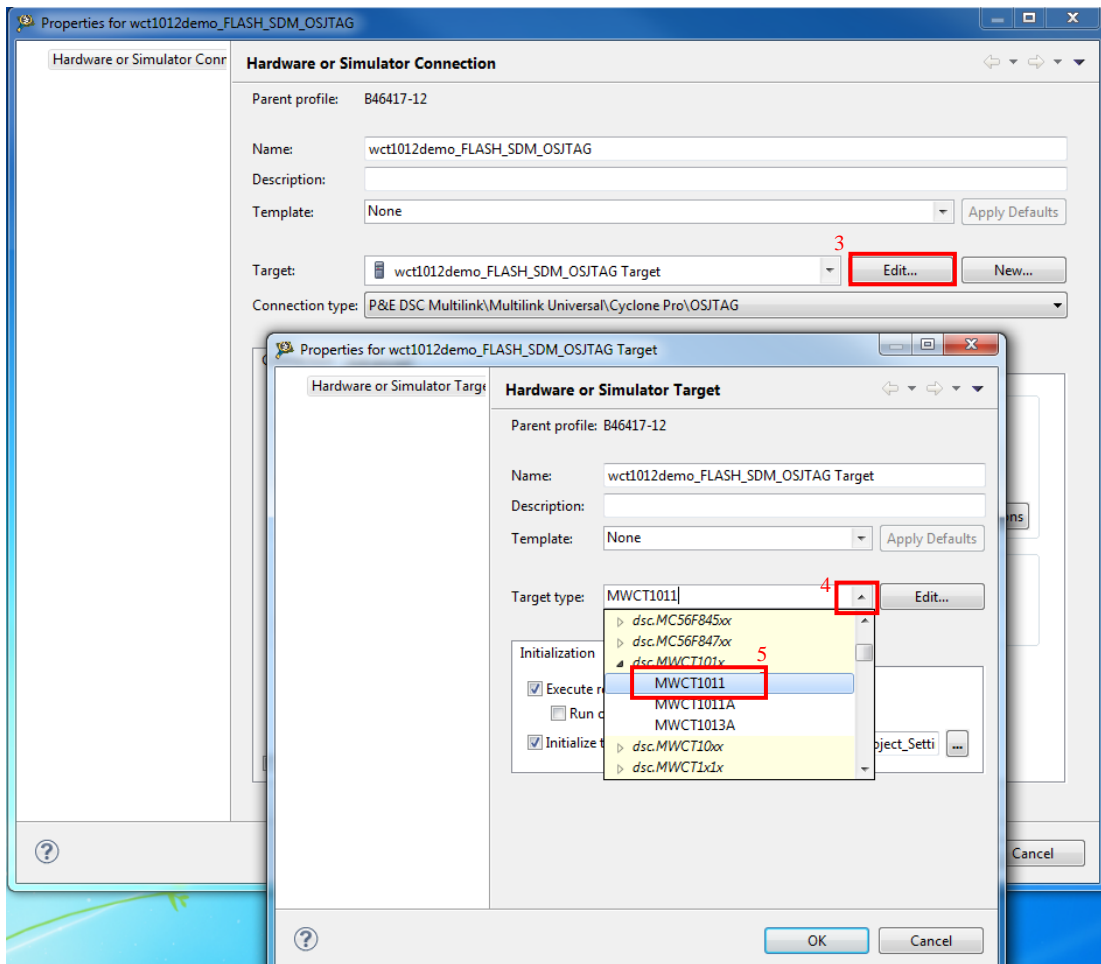 Properties for wct1012demo_FLASH_SDM_OSJTAG
Hardware or Simulator Conr
Hardware or Simulator Connection
Parent profile: B46417-12
Name: wct1012demo_FLASH_SDM_OSJTAG
Description:
Template: None Apply Defaults
3
Target: wct1012demo_FLASH_SDM_OSJTAG Target Edit... New...
Connection type: P&E DSC Multilink\Multilink Universal\Cyclone Pro\OSJTAG
Properties for wct1012demo_FLASH_SDM_OSJTAG Target
Hardware or Simulator Targe
Hardware or Simulator Target
Parent profile: B46417-12
Name: wct1012demo_FLASH_SDM_OSJTAG Target
Description:
ns
Template: None Apply Defaults
4
Target type: MWCT1011 Edit...
dsc.MC56F845xx
dsc.MC56F847xx
Initialization
5
dsc.MWCT101x
Execute r MWCT1011
Run c MWCT1011A
MWCT1013A
Initialize t dsc.MWCT10xx oject_Setti ...
dsc.MWCT1x1x
Cancel
OK Cancel